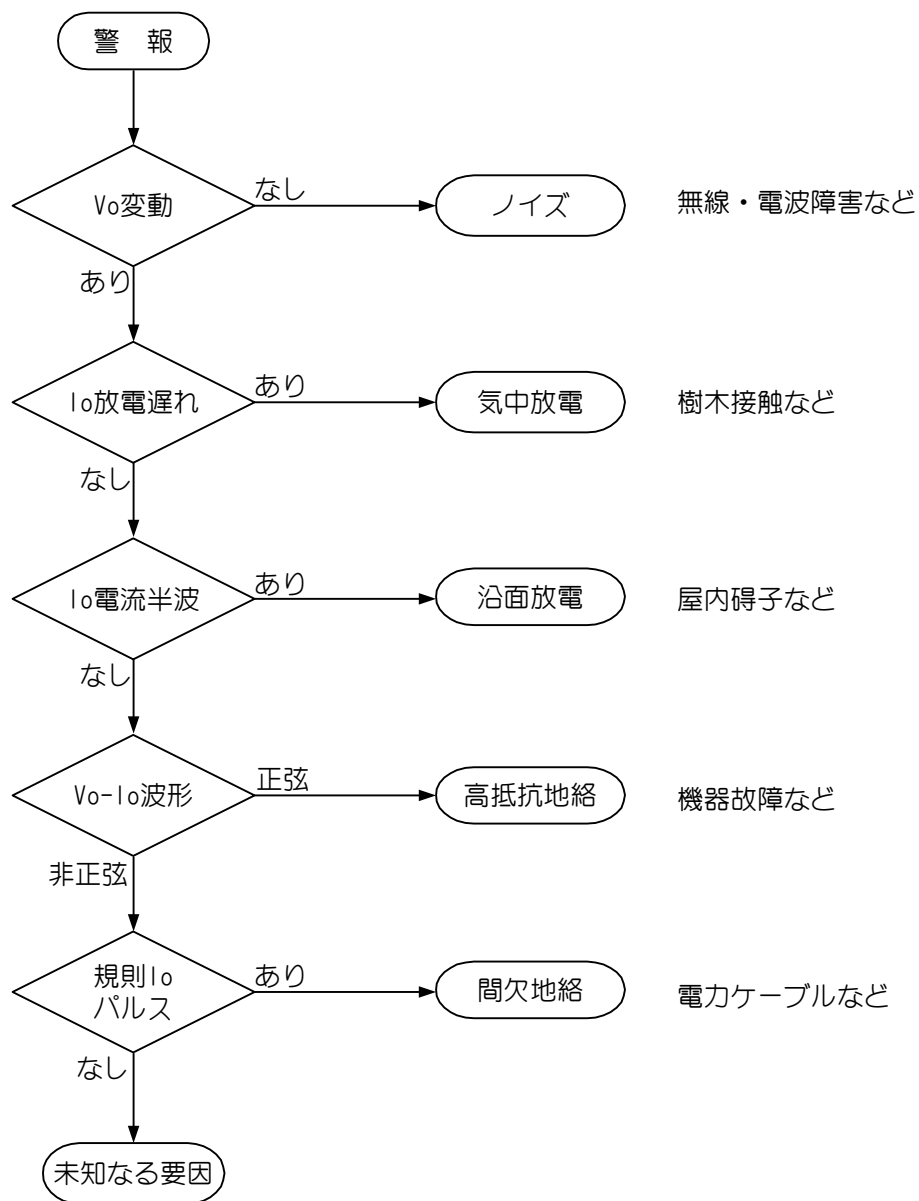 警　報
Vo変動
なし
ノイズ
無線・電波障害など
あり
Io放電遅れ
あり
気中放電
樹木接触など
なし
Io電流半波
あり
沿面放電
屋内碍子など
なし
Vo-Io波形
正弦
高抵抗地絡
機器故障など
非正弦
規則Io
パルス
あり
間欠地絡
電力ケーブルなど
なし
未知なる要因